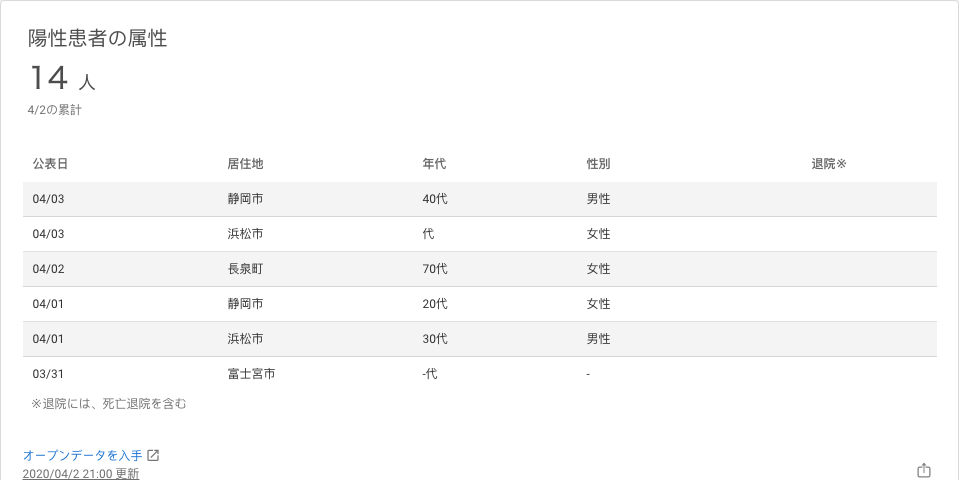 陽性患者の属性
14 人
4/2の累計
公表日 居住地 年代 性別 退院※
04/03 静岡市 40代 男性
04/03 浜松市 代 女性
04/02 長泉町 70代 女性
04/01 静岡市 20代 女性
04/01 浜松市 30代 男性
03/31 富士宮市 -代 -
※退院には、死亡退院を含む
オープンデータを入手
2020/04/2 21:00 更新